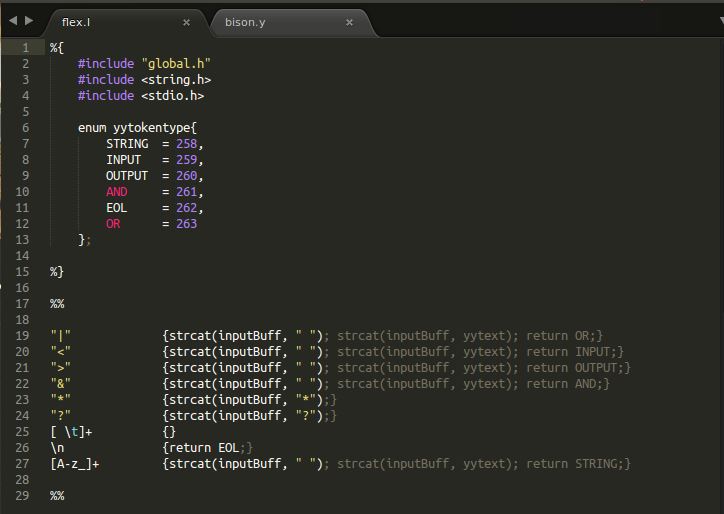 flex.l × bison.y ×
1 %{
2     #include "global.h"
3     #include <string.h>
4     #include <stdio.h>
5
6     enum yytokentype{
7         STRING  = 258,
8         INPUT   = 259,
9         OUTPUT  = 260,
10         AND     = 261,
11         EOL     = 262,
12         OR      = 263
13     };
14
15 %}
16
17 %%
18
19 "|"             {strcat(inputBuff, " "); strcat(inputBuff, yytext); return OR;}
20 "<"             {strcat(inputBuff, " "); strcat(inputBuff, yytext); return INPUT;}
21 ">"             {strcat(inputBuff, " "); strcat(inputBuff, yytext); return OUTPUT;}
22 "&"             {strcat(inputBuff, " "); strcat(inputBuff, yytext); return AND;}
23 "*"             {strcat(inputBuff, "*");}
24 "?"             {strcat(inputBuff, "?");}
25 [ \t]+          {}
26 \n              {return EOL;}
27 [A-z_]+         {strcat(inputBuff, " "); strcat(inputBuff, yytext); return STRING;}
28
29 %%